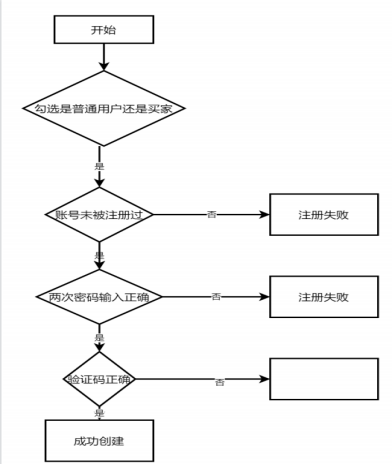 开始
勾选是普通用户还是买家
是
账号未被注册过
否
注册失败
是
两次密码输入正确
否
注册失败
是
验证码正确
否
是
成功创建